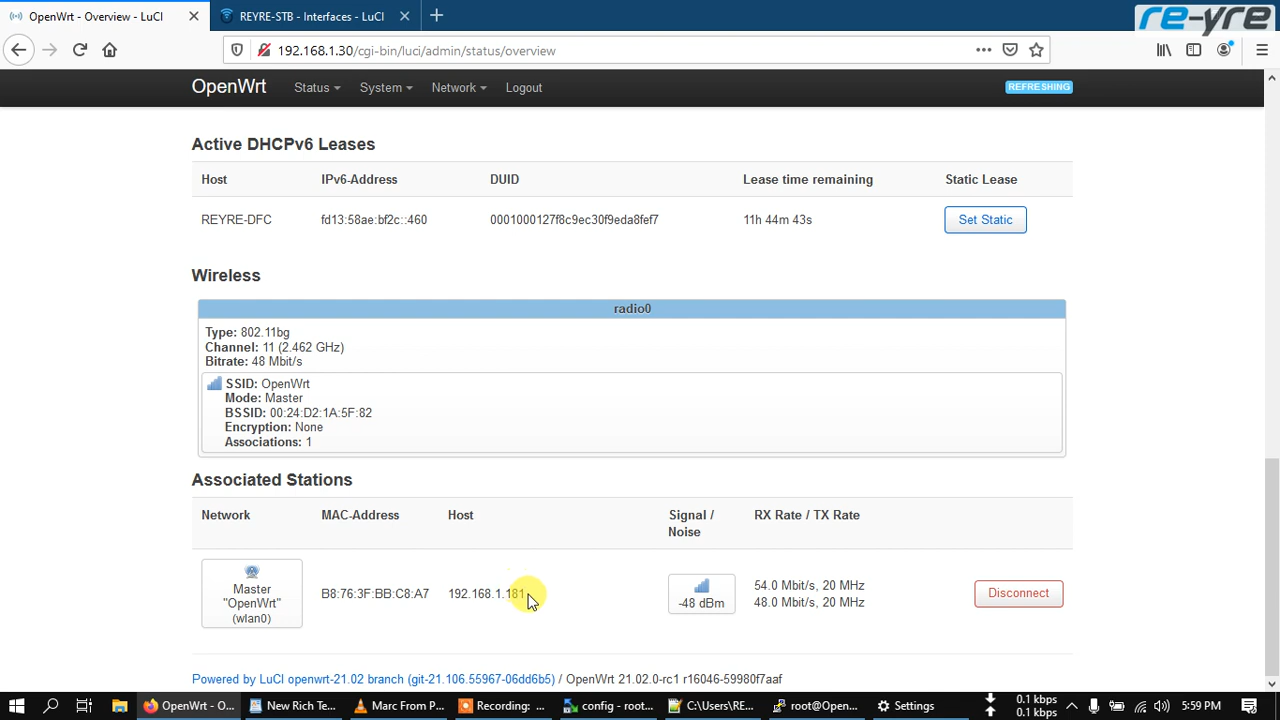 OpenWrt - Overview - LuCI
REYRE-STB - Interfaces - LuCI
re-yre
192.168.1.30/cgi-bin/luci/admin/status/overview
OpenWrt Status System Network Logout REFRESHING
Active DHCPv6 Leases
Host IPv6-Address DUID Lease time remaining Static Lease
REYRE-DFC fd13:58ae:bf2c::460 0001000127f8c9ec30f9eda8fef7 11h 44m 43s Set Static
Wireless
radio0
Type: 802.11bg
Channel: 11 (2.462 GHz)
Bitrate: 48 Mbit/s
SSID: OpenWrt
Mode: Master
BSSID: 00:24:D2:1A:5F:82
Encryption: None
Associations: 1
Associated Stations
Network MAC-Address Host Signal / Noise RX Rate / TX Rate
Master "OpenWrt" (wlan0) B8:76:3F:BB:C8:A7 192.168.1.181 -48 dBm 54.0 Mbit/s, 20 MHz
48.0 Mbit/s, 20 MHz Disconnect
Powered by LuCI openwrt-21.02 branch (git-21.106.55967-06dd6b5) / OpenWrt 21.02.0-rc1 r16046-59980f7aaf
OpenWrt - O... New Rich Te... Marc From P... Recording: ... config - root... C:\Users\RE... root@Open... Settings 0.1 kbps
0.1 kbps 5:59 PM